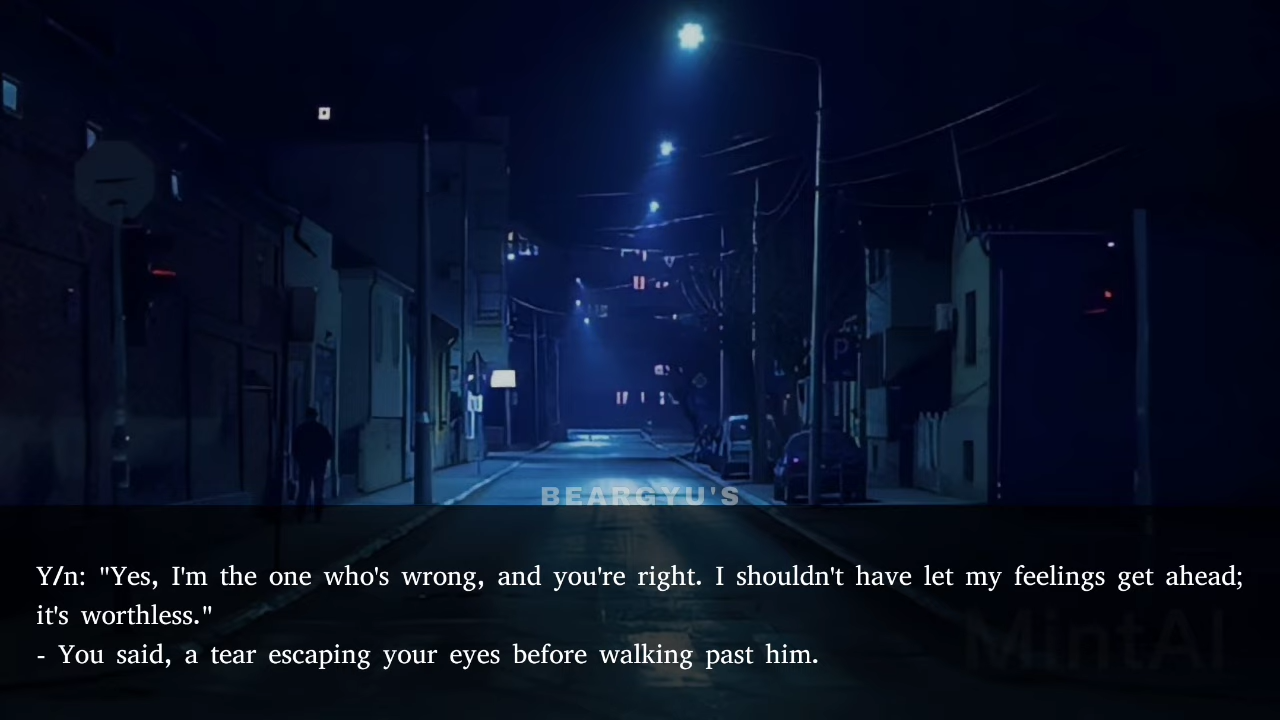 P
BEARGYU'S
Y/n: "Yes, I'm the one who's wrong, and you're right. I shouldn't have let my feelings get ahead;
it's worthless."
- You said, a tear escaping your eyes before walking past him.
MintAI